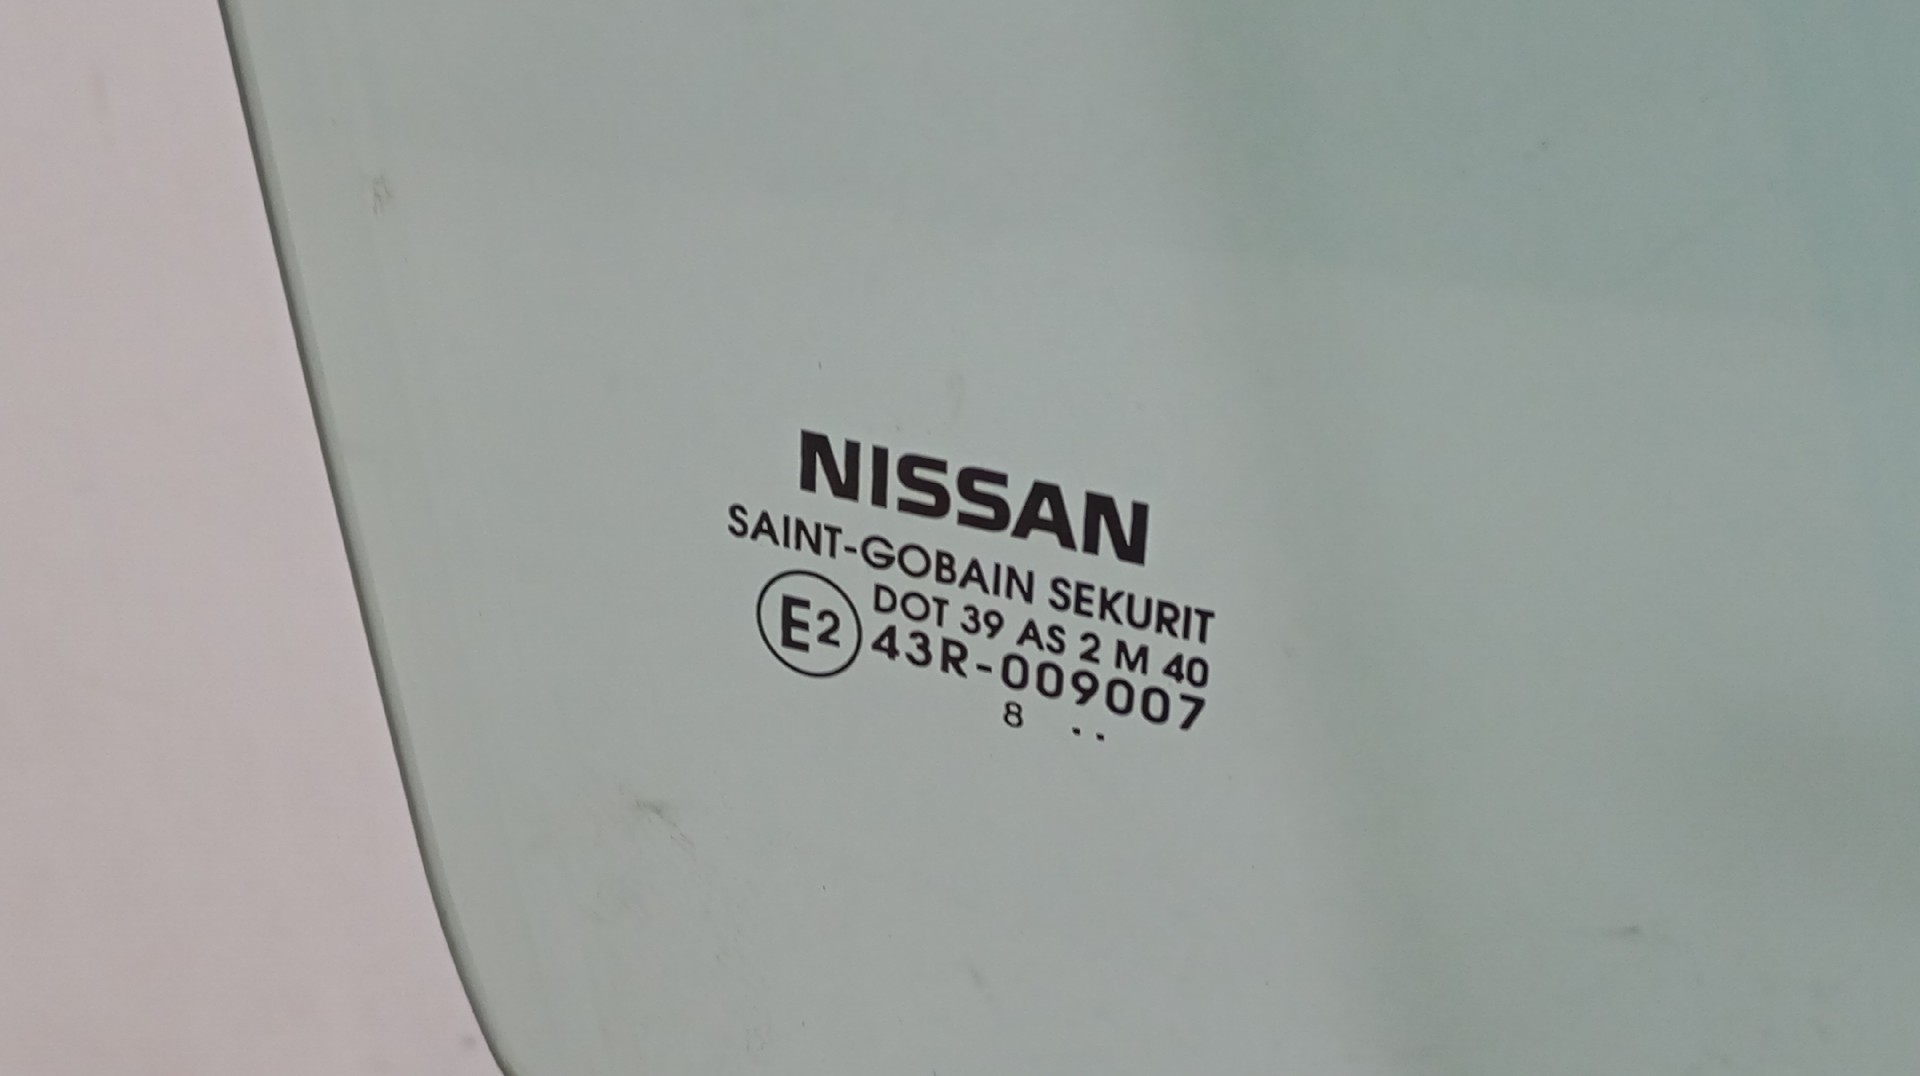 NISSAN
SAINT-GOBAIN SEKURIT
DOT 39 AS 2 M 40
E2 43R-009007
8 ..